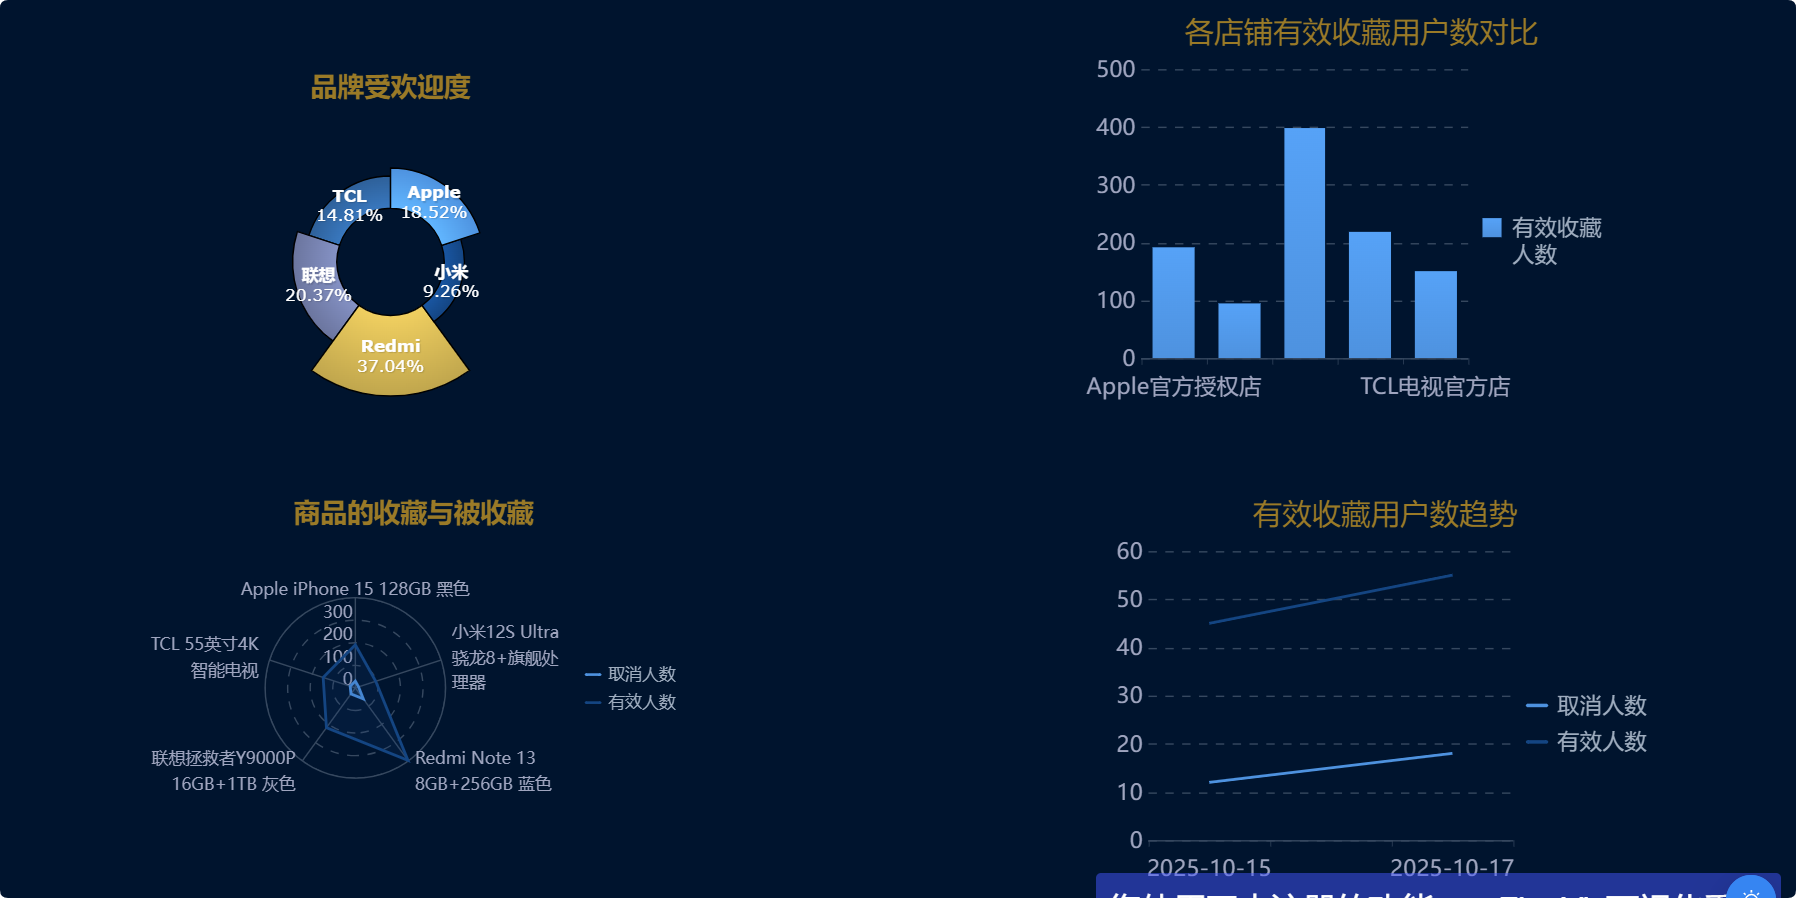 品牌受欢迎度
TCL
14.81%
Apple
18.52%
联想
20.37%
小米
9.26%
Redmi
37.04%
各店铺有效收藏用户数对比
500
400
300
200
100
0
Apple官方授权店
TCL电视官方店
有效收藏
人数
商品的收藏与被收藏
Apple iPhone 15 128GB 黑色
300
200
100
0
TCL 55英寸4K
智能电视
小米12S Ultra
骁龙8+旗舰处
理器
联想拯救者Y9000P
16GB+1TB 灰色
Redmi Note 13
8GB+256GB 蓝色
取消人数
有效人数
有效收藏用户数趋势
60
50
40
30
20
10
0
2025-10-15
2025-10-17
取消人数
有效人数